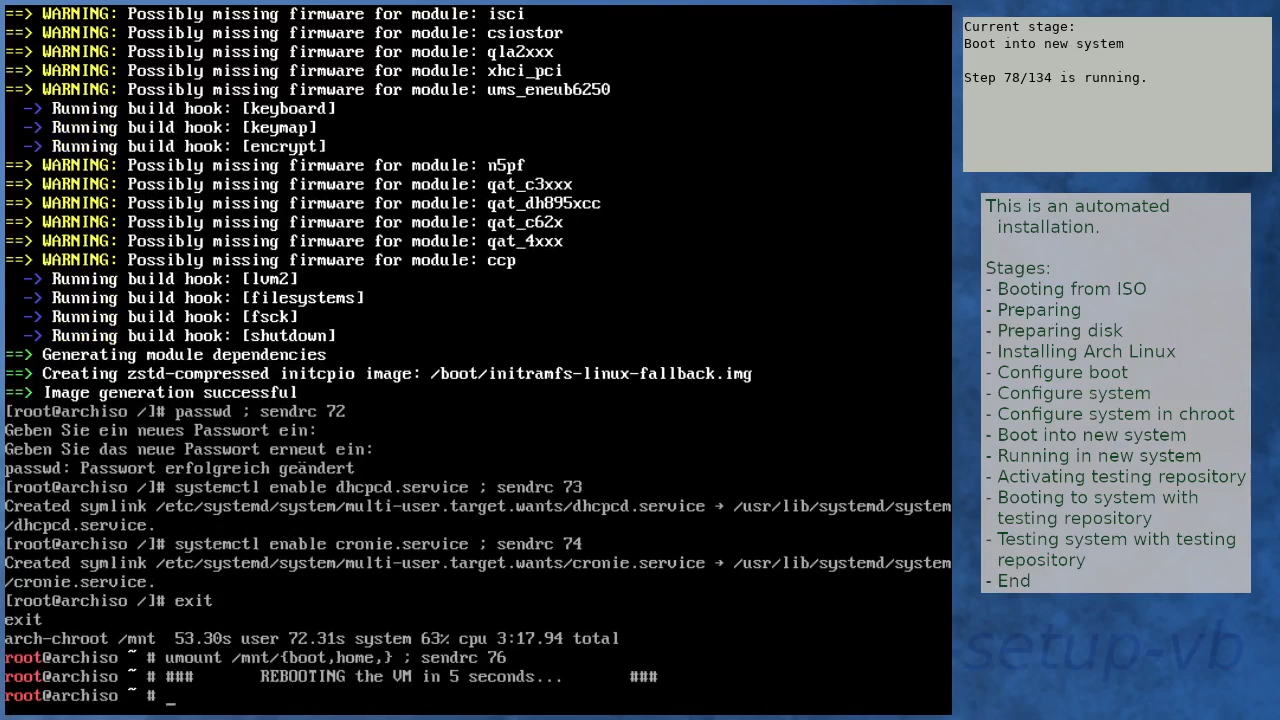 ==> WARNING: Possibly missing firmware for module: isci
==> WARNING: Possibly missing firmware for module: csiostor
==> WARNING: Possibly missing firmware for module: qla2xxx
==> WARNING: Possibly missing firmware for module: xhci_pci
==> WARNING: Possibly missing firmware for module: ums_eneub6250
-> Running build hook: [keyboard]
-> Running build hook: [keymap]
-> Running build hook: [encrypt]
==> WARNING: Possibly missing firmware for module: n5pf
==> WARNING: Possibly missing firmware for module: qat_c3xxx
==> WARNING: Possibly missing firmware for module: qat_dh895xcc
==> WARNING: Possibly missing firmware for module: qat_c62x
==> WARNING: Possibly missing firmware for module: qat_4xxx
==> WARNING: Possibly missing firmware for module: ccp
-> Running build hook: [lvm2]
-> Running build hook: [filesystems]
-> Running build hook: [fsck]
-> Running build hook: [shutdown]
==> Generating module dependencies
==> Creating zstd-compressed initcpio image: /boot/initramfs-linux-fallback.img
==> Image generation successful
[root@archiso /]# passwd ; sendrc 72
Geben Sie ein neues Passwort ein:
Geben Sie das neue Passwort erneut ein:
passwd: Passwort erfolgreich geändert
[root@archiso /]# systemctl enable dhcpcd.service ; sendrc 73
Created symlink /etc/systemd/system/multi-user.target.wants/dhcpcd.service → /usr/lib/systemd/system
/dhcpcd.service.
[root@archiso /]# systemctl enable cronie.service ; sendrc 74
Created symlink /etc/systemd/system/multi-user.target.wants/cronie.service → /usr/lib/systemd/system
/cronie.service.
[root@archiso /]# exit
exit
arch-chroot /mnt  53.30s user 72.31s system 63% cpu 3:17.94 total
root@archiso ~ # umount /mnt/{boot,home,} ; sendrc 76
root@archiso ~ # ###       REBOOTING the VM in 5 seconds...       ###
root@archiso ~ # _
Current stage:
Boot into new system
Step 78/134 is running.
This is an automated
installation.
Stages:
- Booting from ISO
- Preparing
- Preparing disk
- Installing Arch Linux
- Configure boot
- Configure system
- Configure system in chroot
- Boot into new system
- Running in new system
- Activating testing repository
- Booting to system with
testing repository
- Testing system with testing
repository
- End
setup-vb